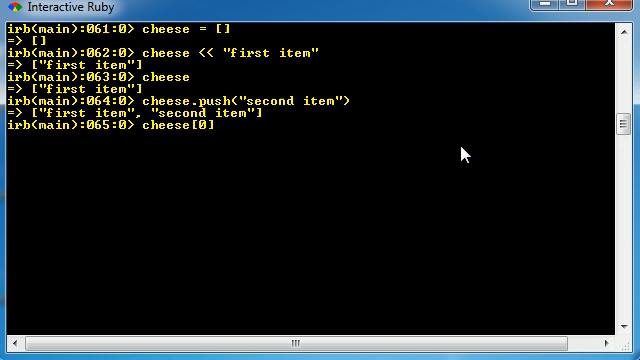 Interactive Ruby
irb(main):061:0> cheese = []
=> []
irb(main):062:0> cheese << "first item"
=> ["first item"]
irb(main):063:0> cheese
=> ["first item"]
irb(main):064:0> cheese.push("second item")
=> ["first item", "second item"]
irb(main):065:0> cheese[0]